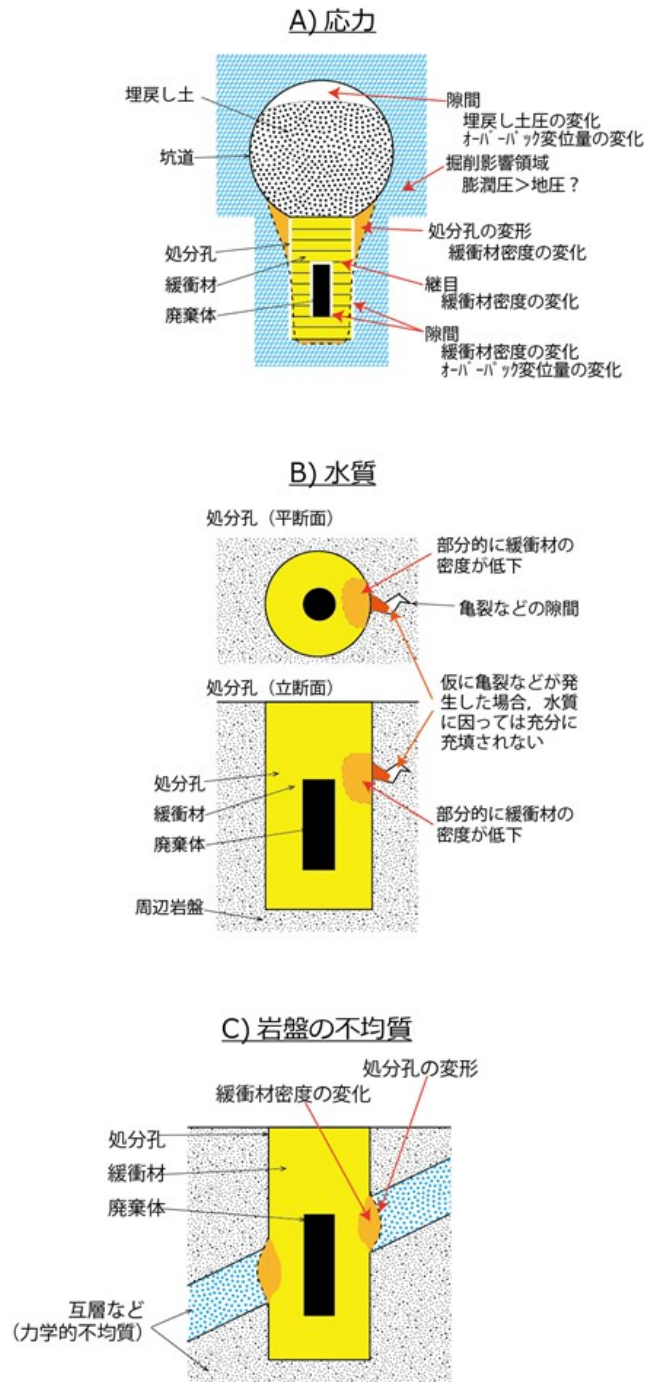 A) 応力
埋戻し土
坑道
処分孔
緩衝材
廃棄体
隙間
埋戻し土圧の変化
ｵｰﾊﾞｰﾊﾟｯｸ変位量の変化
掘削影響領域
膨潤圧＞地圧？
処分孔の変形
緩衝材密度の変化
継目
緩衝材密度の変化
隙間
緩衝材密度の変化
ｵｰﾊﾞｰﾊﾟｯｸ変位量の変化
B) 水質
処分孔（平断面）
部分的に緩衝材の
密度が低下
亀裂などの隙間
仮に亀裂などが発
生した場合，水質
に因っては充分に
充填されない
処分孔（立断面）
処分孔
緩衝材
廃棄体
周辺岩盤
部分的に緩衝材の
密度が低下
C) 岩盤の不均質
処分孔の変形
緩衝材密度の変化
処分孔
緩衝材
廃棄体
互層など
（力学的不均質）